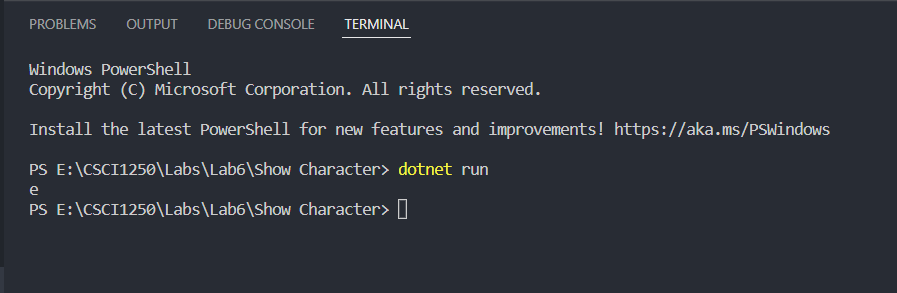 PROBLEMS OUTPUT DEBUG CONSOLE TERMINAL
Windows PowerShell
Copyright (C) Microsoft Corporation. All rights reserved.
Install the latest PowerShell for new features and improvements! https://aka.ms/PSWindows
PS E:\CSCI1250\Labs\Lab6\Show Character> dotnet run
e
PS E:\CSCI1250\Labs\Lab6\Show Character>